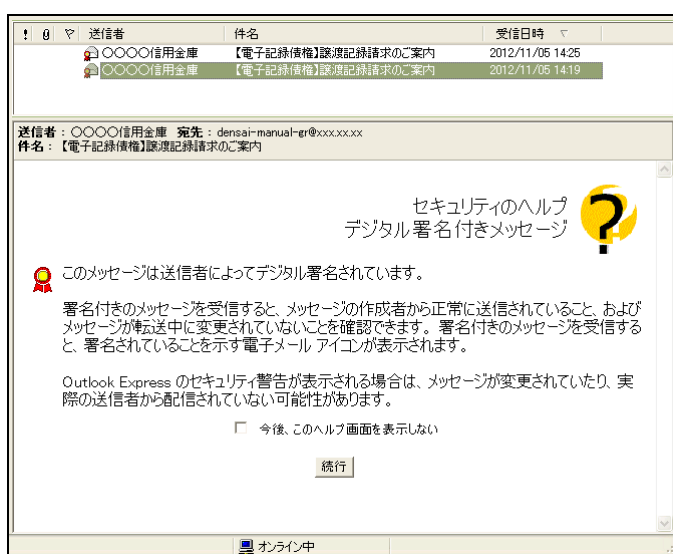 ! 送信者 件名 受信日時
〇〇〇〇信用金庫 【電子記録債権】譲渡記録請求のご案内 2012/11/05 14:25
〇〇〇〇信用金庫 【電子記録債権】譲渡記録請求のご案内 2012/11/05 14:19
送信者：〇〇〇〇信用金庫 宛先：densai-manual-gr@xxx.xx.xx
件名：【電子記録債権】譲渡記録請求のご案内
セキュリティのヘルプ
デジタル署名付きメッセージ
このメッセージは送信者によってデジタル署名されています。
署名付きのメッセージを受信すると、メッセージの作成者から正常に送信されていること、および
メッセージが転送中に変更されていないことを確認できます。署名付きのメッセージを受信する
と、署名されていることを示す電子メール アイコンが表示されます。
Outlook Express のセキュリティ警告が表示される場合は、メッセージが変更されていたり、実
際の送信者から配信されていない可能性があります。
今後、このヘルプ画面を表示しない
続行
オンライン中